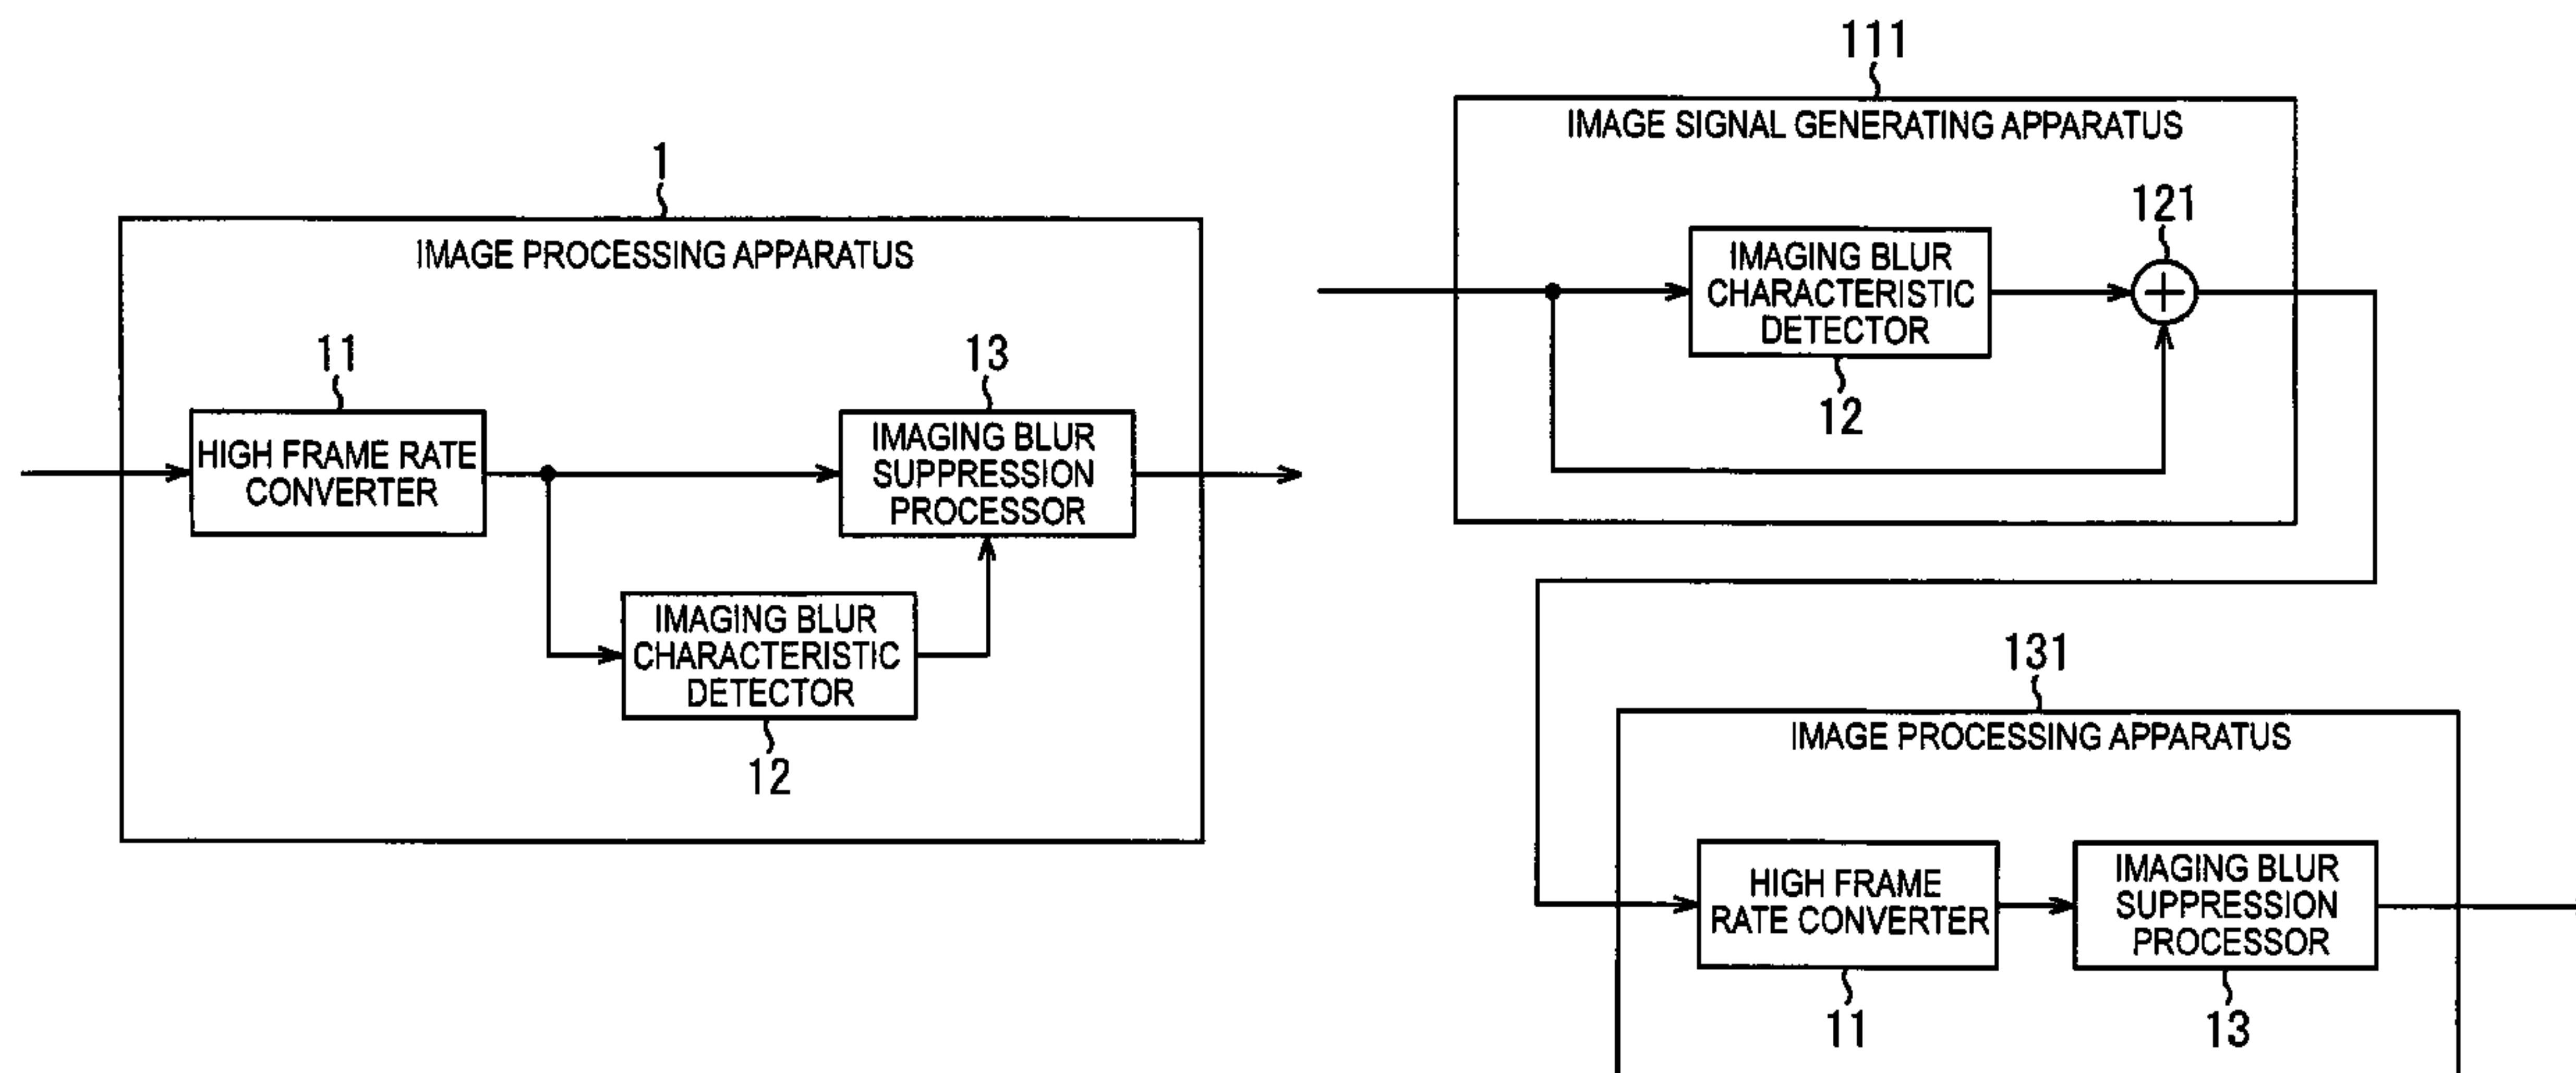 1
IMAGE PROCESSING APPARATUS
11
HIGH FRAME RATE
CONVERTER
13
IMAGING BLUR
SUPPRESSION
PROCESSOR
IMAGING BLUR
CHARACTERISTIC
DETECTOR
12
111
IMAGE SIGNAL GENERATING APPARATUS
121
IMAGING BLUR
CHARACTERISTIC
DETECTOR
12
131
IMAGE PROCESSING APPARATUS
HIGH FRAME
RATE CONVERTER
11
IMAGING BLUR
SUPPRESSION
PROCESSOR
13